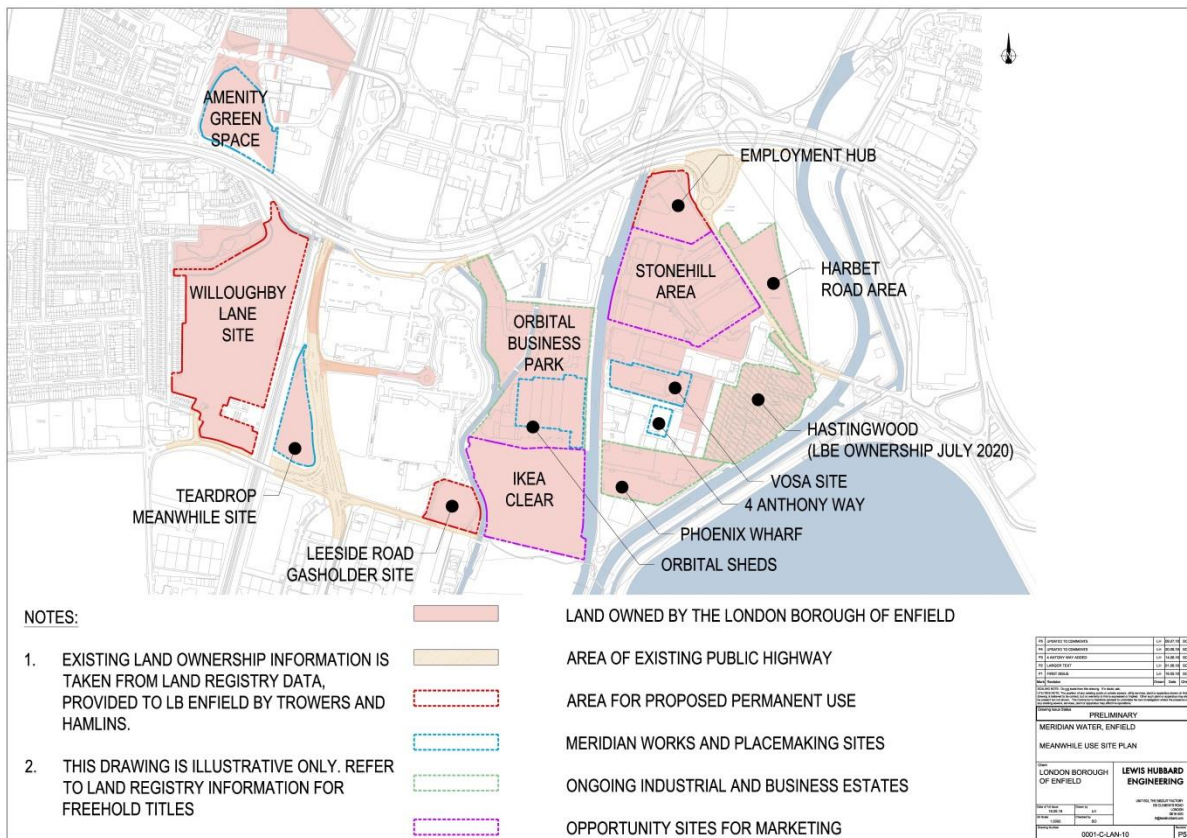 AMENITY
GREEN
SPACE
EMPLOYMENT HUB
STONEHILL
AREA
HARBET
ROAD AREA
WILLOUGHBY
LANE
SITE
ORBITAL
BUSINESS
PARK
HASTINGWOOD
(LBE OWNERSHIP JULY 2020)
VOSA SITE
4 ANTHONY WAY
PHOENIX WHARF
ORBITAL SHEDS
IKEA
CLEAR
TEARDROP
MEANWHILE SITE
LEESIDE ROAD
GASHOLDER SITE
NOTES:
1. EXISTING LAND OWNERSHIP INFORMATION IS
TAKEN FROM LAND REGISTRY DATA,
PROVIDED TO LB ENFIELD BY TROWERS AND
HAMLINS.
2. THIS DRAWING IS ILLUSTRATIVE ONLY. REFER
TO LAND REGISTRY INFORMATION FOR
FREEHOLD TITLES
LAND OWNED BY THE LONDON BOROUGH OF ENFIELD
AREA OF EXISTING PUBLIC HIGHWAY
AREA FOR PROPOSED PERMANENT USE
MERIDIAN WORKS AND PLACEMAKING SITES
ONGOING INDUSTRIAL AND BUSINESS ESTATES
OPPORTUNITY SITES FOR MARKETING
PRELIMINARY
MERIDIAN WATER, ENFIELD
MEANWHILE USE SITE PLAN
LONDON BOROUGH
OF ENFIELD
LEWIS HUBBARD
ENGINEERING
0001-C-LAN-10